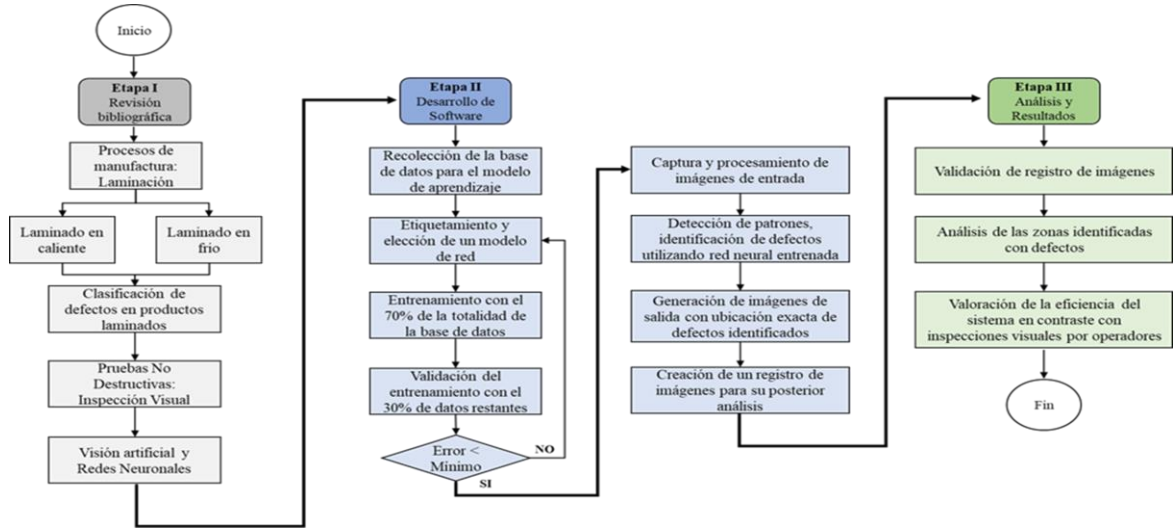 Inicio
Etapa I
Revisión
bibliográfica
Procesos de
manufactura:
Laminación
Laminado en
caliente
Laminado en
frio
Clasificación de
defectos en productos
laminados
Pruebas No
Destructivas:
Inspección Visual
Visión artificial y
Redes Neuronales
Etapa II
Desarrollo de
Software
Recolección de la base
de datos para el modelo
de aprendizaje
Etiquetamiento y
elección de un modelo
de red
Entrenamiento con el
70% de la totalidad de
la base de datos
Validación del
entrenamiento con el
30% de datos restantes
Error <
Mínimo
NO
SI
Captura y procesamiento de
imágenes de entrada
Detección de patrones,
identificación de defectos
utilizando red neural entrenada
Generación de imágenes de
salida con ubicación exacta de
defectos identificados
Creación de un registro de
imágenes para su posterior
análisis
Etapa III
Análisis y
Resultados
Validación de registro de imágenes
Análisis de las zonas identificadas
con defectos
Valoración de la eficiencia del
sistema en contraste con
inspecciones visuales por operadores
Fin